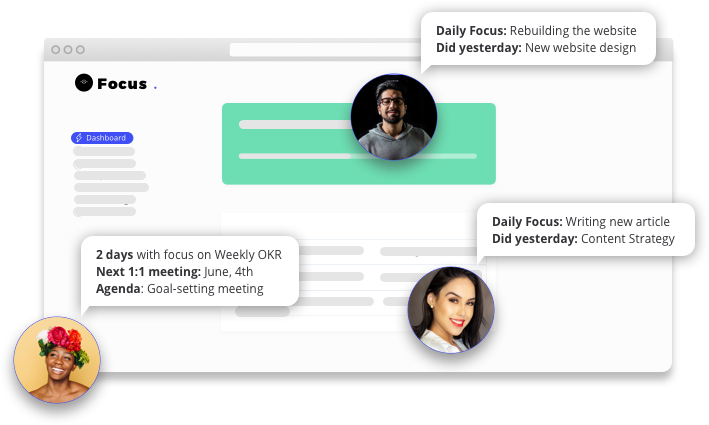 Daily Focus: Rebuilding the website
Did yesterday: New website design
Focus .
Dashboard
Daily Focus: Writing new article
Did yesterday: Content Strategy
2 days with focus on Weekly OKR
Next 1:1 meeting: June, 4th
Agenda: Goal-setting meeting